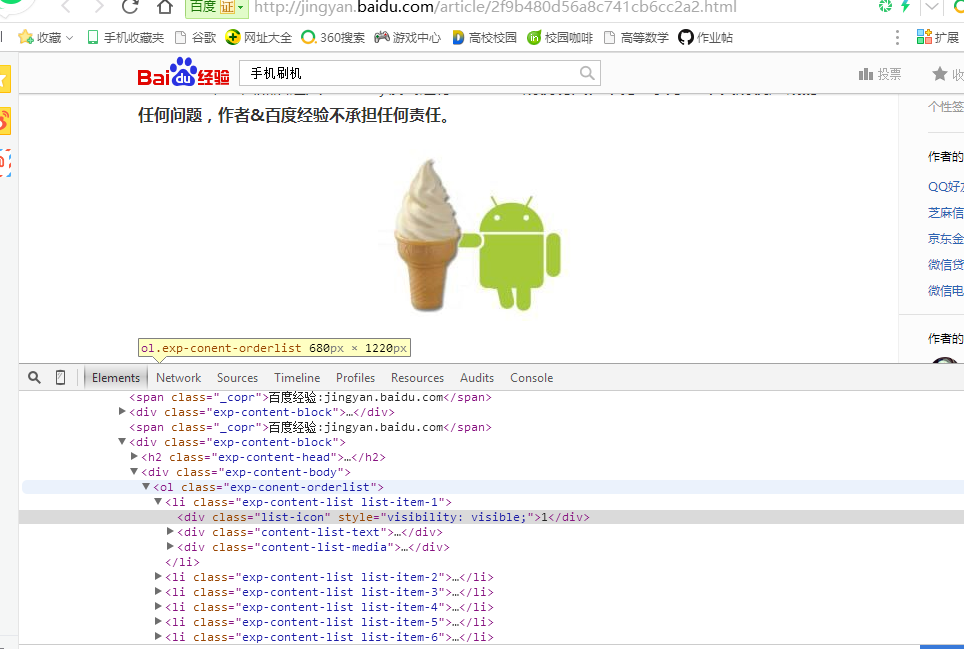 百度 证 http://jingyan.baidu.com/article/2f9b480d56a8c741cb6cc2a2.html
收藏 手机收藏夹 谷歌 网址大全 360搜索 游戏中心 高校校园 校园咖啡 高等数学 作业帖 扩展
Bai du 经验 手机刷机 投票 收
任何问题，作者&百度经验不承担任何责任。
个性签
作者的
QQ好友
芝麻信
京东金
微信贷
微信电
作者的
ol.exp-conent-orderlist 680px × 1220px
Elements Network Sources Timeline Profiles Resources Audits Console
<span class="_copr">百度经验:jingyan.baidu.com</span>
<div class="exp-content-block">…</div>
<span class="_copr">百度经验:jingyan.baidu.com</span>
<div class="exp-content-block">
<h2 class="exp-content-head">…</h2>
<div class="exp-content-body">
<ol class="exp-conent-orderlist">
<li class="exp-content-list list-item-1">
<div class="list-icon" style="visibility: visible;">1</div>
<div class="content-list-text">…</div>
<div class="content-list-media">…</div>
</li>
<li class="exp-content-list list-item-2">…</li>
<li class="exp-content-list list-item-3">…</li>
<li class="exp-content-list list-item-4">…</li>
<li class="exp-content-list list-item-5">…</li>
<li class="exp-content-list list-item-6">…</li>